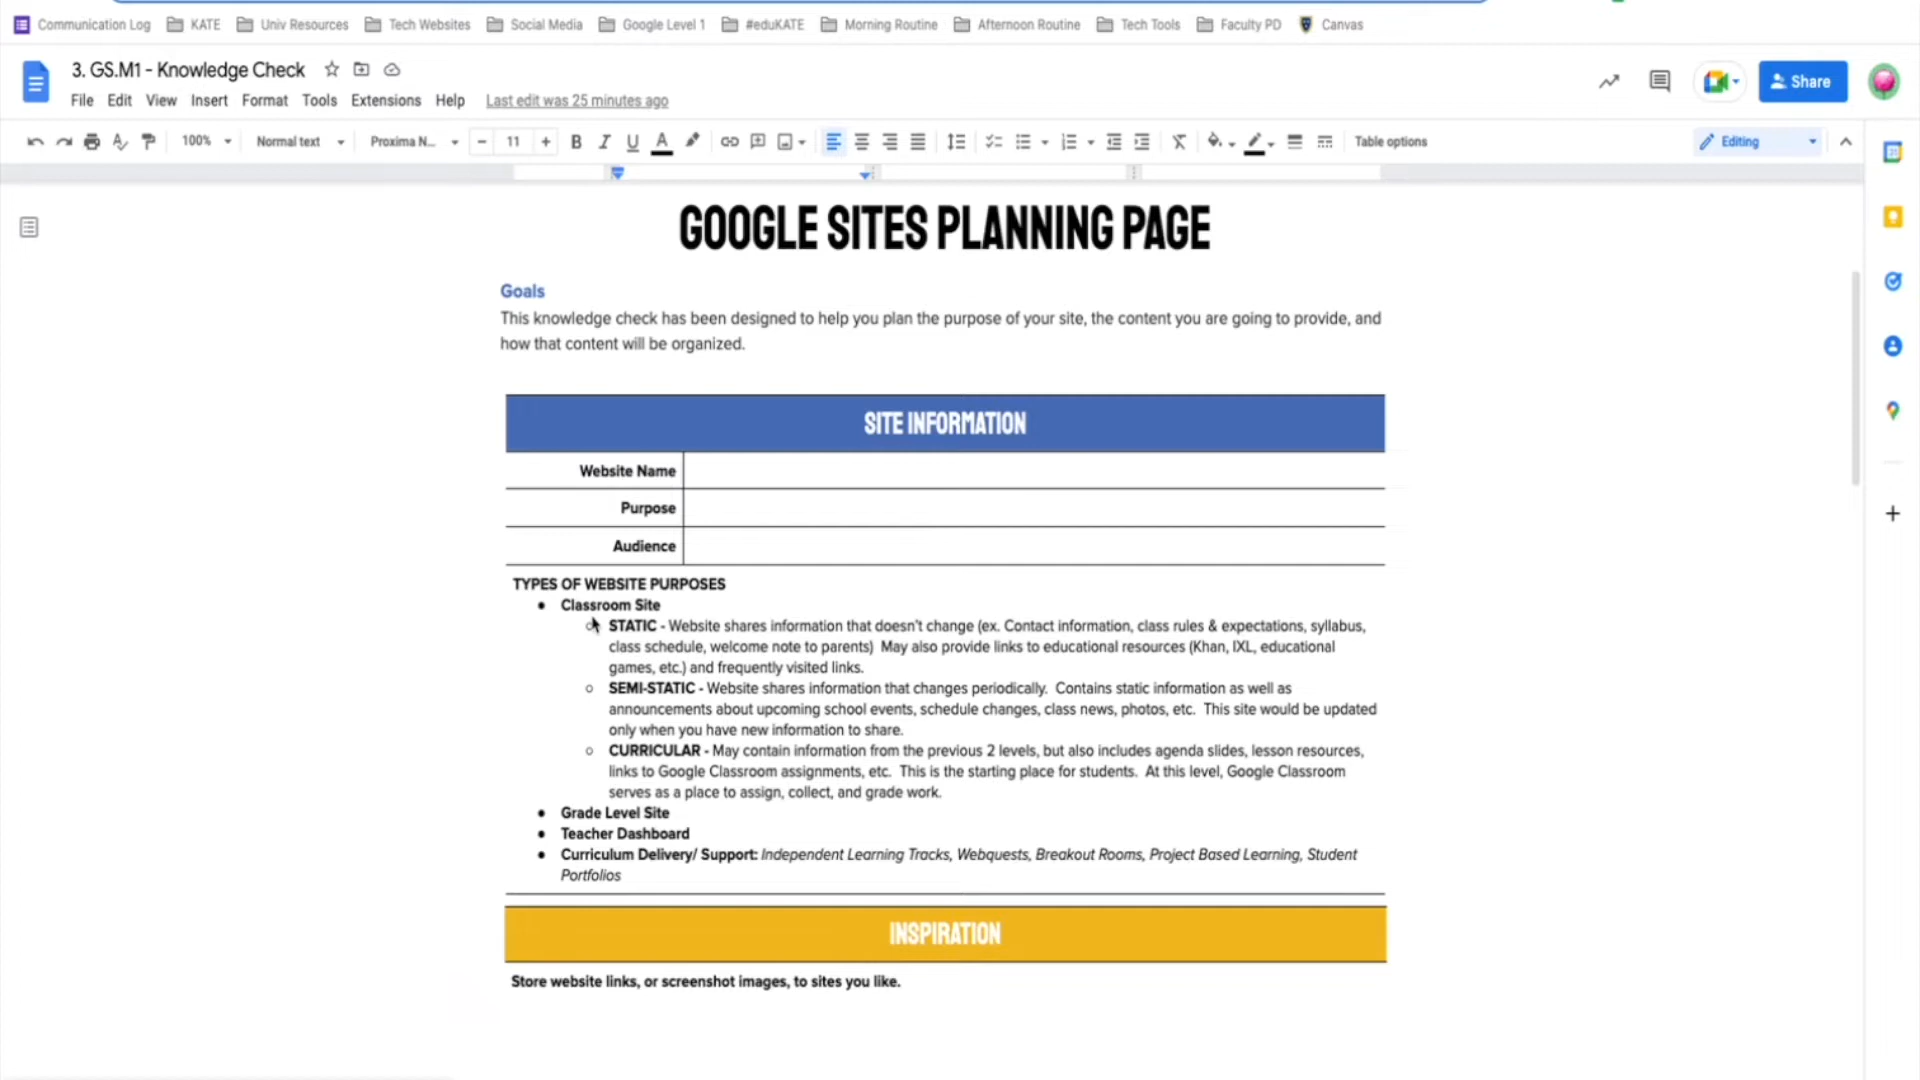 Communication Log KATE Univ Resources Tech Websites Social Media Google Level 1 #eduKATE Morning Routine Afternoon Routine Tech Tools Faculty PD Canvas
3. GS.M1 - Knowledge Check
File Edit View Insert Format Tools Extensions Help Last edit was 25 minutes ago
Share
100% Normal text Proxima N... − 11 + B I U A Table options Editing
GOOGLE SITES PLANNING PAGE
Goals
This knowledge check has been designed to help you plan the purpose of your site, the content you are going to provide, and
how that content will be organized.
SITE INFORMATION
Website Name
Purpose
Audience
TYPES OF WEBSITE PURPOSES
● Classroom Site
○ STATIC - Website shares information that doesn't change (ex. Contact information, class rules & expectations, syllabus,
class schedule, welcome note to parents) May also provide links to educational resources (Khan, IXL, educational
games, etc.) and frequently visited links.
○ SEMI-STATIC - Website shares information that changes periodically. Contains static information as well as
announcements about upcoming school events, schedule changes, class news, photos, etc. This site would be updated
only when you have new information to share.
○ CURRICULAR - May contain information from the previous 2 levels, but also includes agenda slides, lesson resources,
links to Google Classroom assignments, etc. This is the starting place for students. At this level, Google Classroom
serves as a place to assign, collect, and grade work.
● Grade Level Site
● Teacher Dashboard
● Curriculum Delivery/ Support: Independent Learning Tracks, Webquests, Breakout Rooms, Project Based Learning, Student
Portfolios
INSPIRATION
Store website links, or screenshot images, to sites you like.